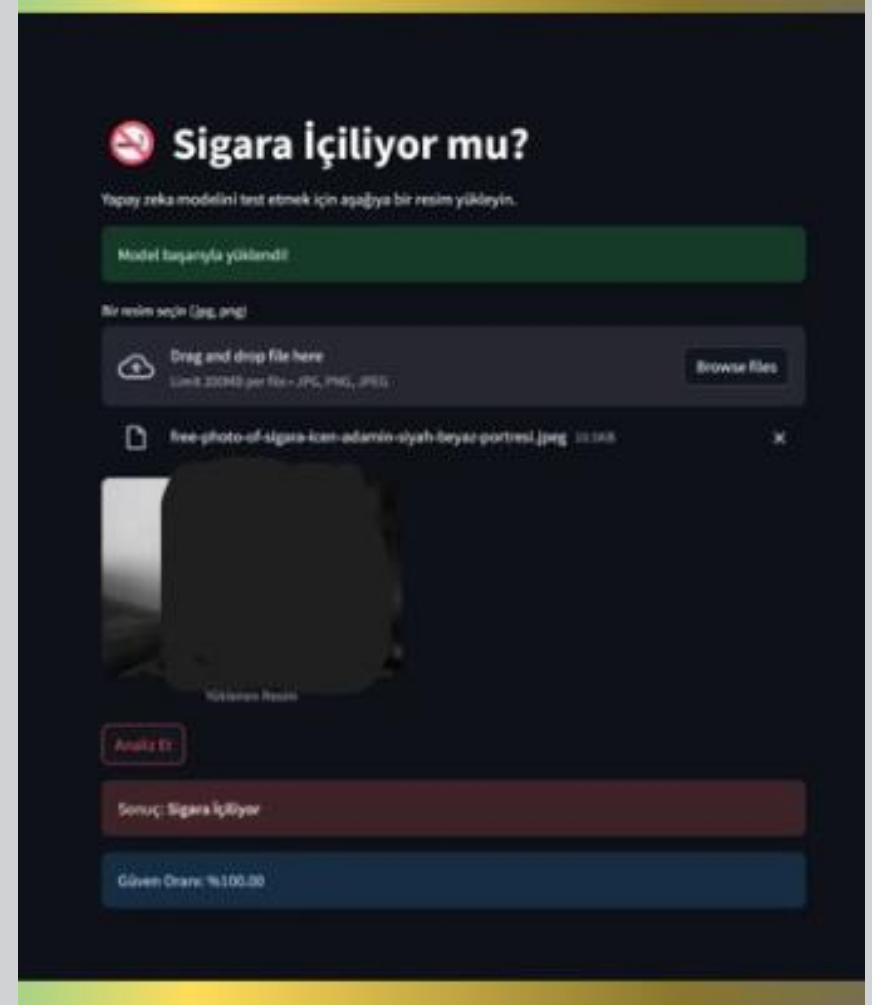 Sigara İçiliyor mu?
Yapay zeka modelini test etmek için aşağıya bir resim yükleyin.
Model başarıyla yüklendi!
Bir resim seçin (jpg, png)
Drag and drop file here
Limit 200MB per file • JPG, PNG, JPEG
Browse files
free-photo-of-sigara-icen-adamin-siyah-beyaz-portresi.jpeg
Yüklenen Resim
Analiz Et
Sonuç: Sigara İçiliyor
Güven Oranı: %100.00